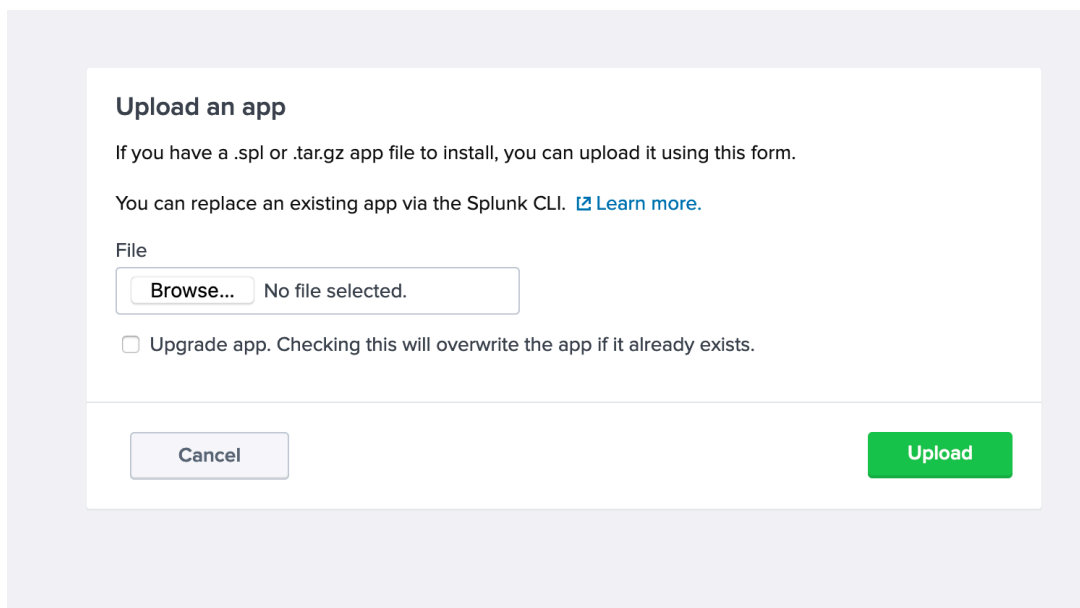 Upload an app
If you have a .spl or .tar.gz app file to install, you can upload it using this form.
You can replace an existing app via the Splunk CLI. Learn more.
File
Browse... No file selected.
Upgrade app. Checking this will overwrite the app if it already exists.
Cancel Upload